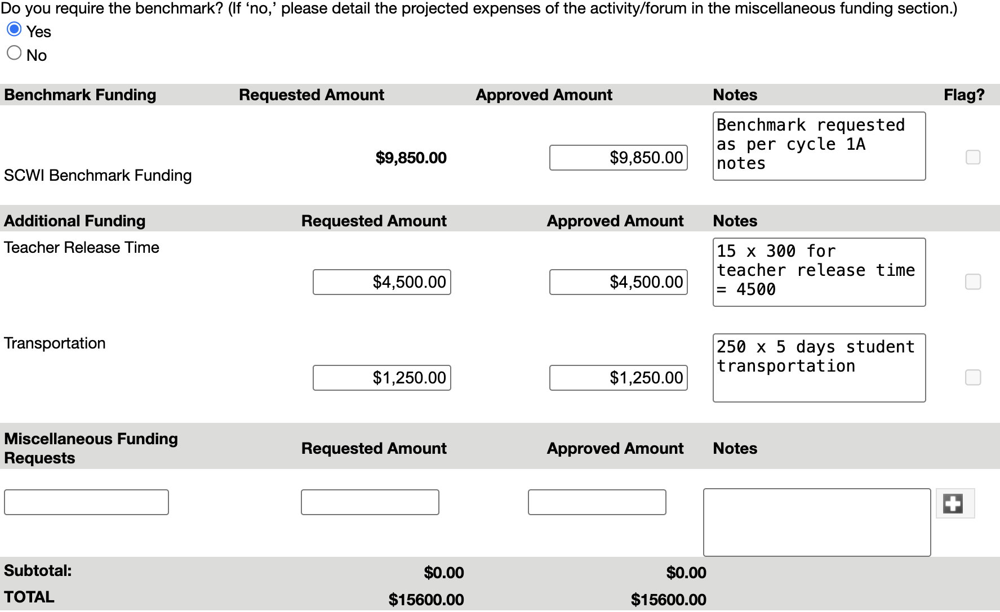 Do you require the benchmark? (If ‘no,’ please detail the projected expenses of the activity/forum in the miscellaneous funding section.)
Yes
No
Benchmark Funding Requested Amount Approved Amount Notes Flag?
SCWI Benchmark Funding $9,850.00 $9,850.00 Benchmark requested
as per cycle 1A
notes
Additional Funding Requested Amount Approved Amount Notes
Teacher Release Time $4,500.00 $4,500.00 15 x 300 for
teacher release time
= 4500
Transportation $1,250.00 $1,250.00 250 x 5 days student
transportation
Miscellaneous Funding
Requests Requested Amount Approved Amount Notes
Subtotal: $0.00 $0.00
TOTAL $15600.00 $15600.00